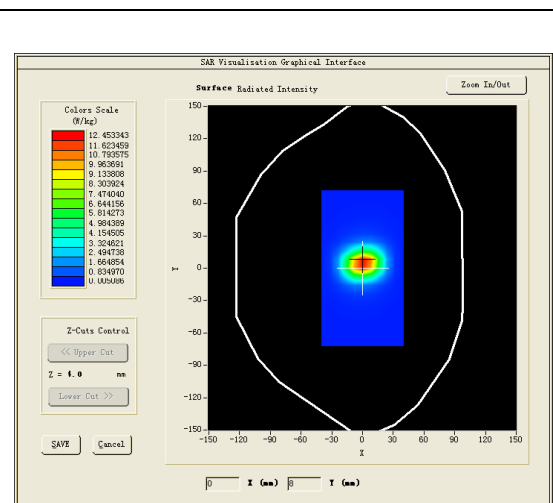 SAR Visualisation Graphical Interface
Surface Radiated Intensity
Zoom In/Out
Colors Scale
(W/kg)
12.453343
11.623459
10.793575
9.963691
9.133808
8.303924
7.474040
6.644156
5.814273
4.984389
4.154505
3.324621
2.494738
1.664854
0.834970
0.005086
150
120
90
60
30
0
-30
-60
-90
-120
-150
Y
-150 -120 -90 -60 -30 0 30 60 90 120 150
X
Z-Cuts Control
<< Upper Cut
Z = 4.0 mm
Lower Cut >>
SAVE Cancel
0 X (mm) 8 Y (mm)